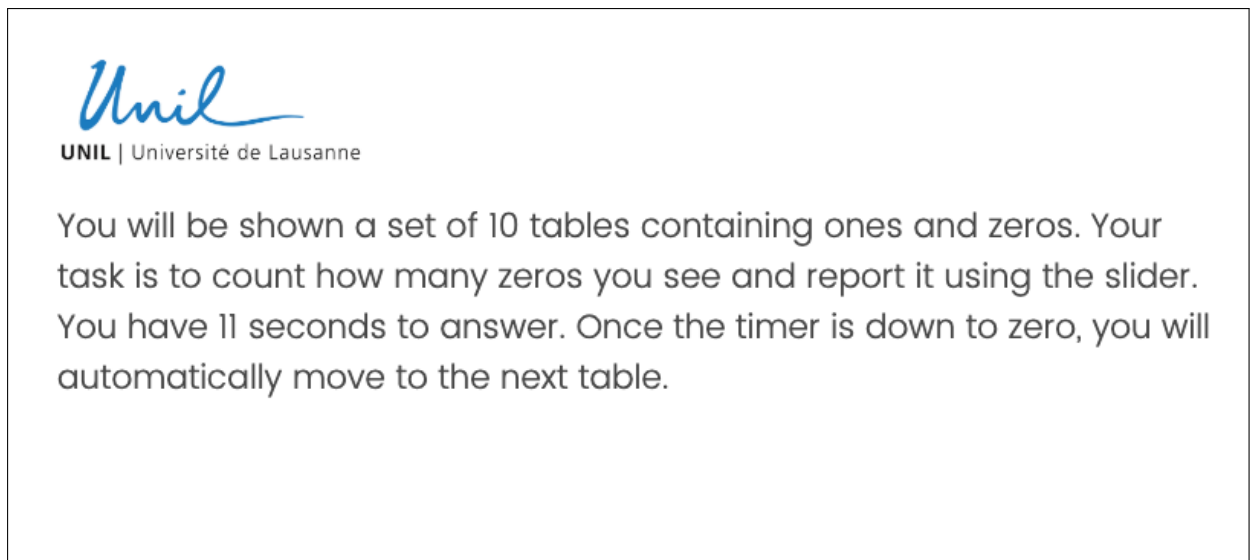 Unil
UNIL | Université de Lausanne
You will be shown a set of 10 tables containing ones and zeros. Your
task is to count how many zeros you see and report it using the slider.
You have 11 seconds to answer. Once the timer is down to zero, you will
automatically move to the next table.